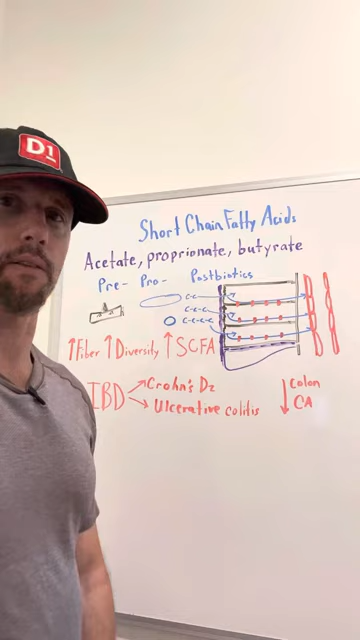 D1
Short Chain Fatty Acids
Acetate, proprionate, butyrate
Pre- Pro- Postbiotics
C-C
C-C-C
C-C-C-C
↑Fiber ↑Diversity ↑SCFA
IBD Crohn's Dz
Ulcerative colitis
↓ Colon
CA